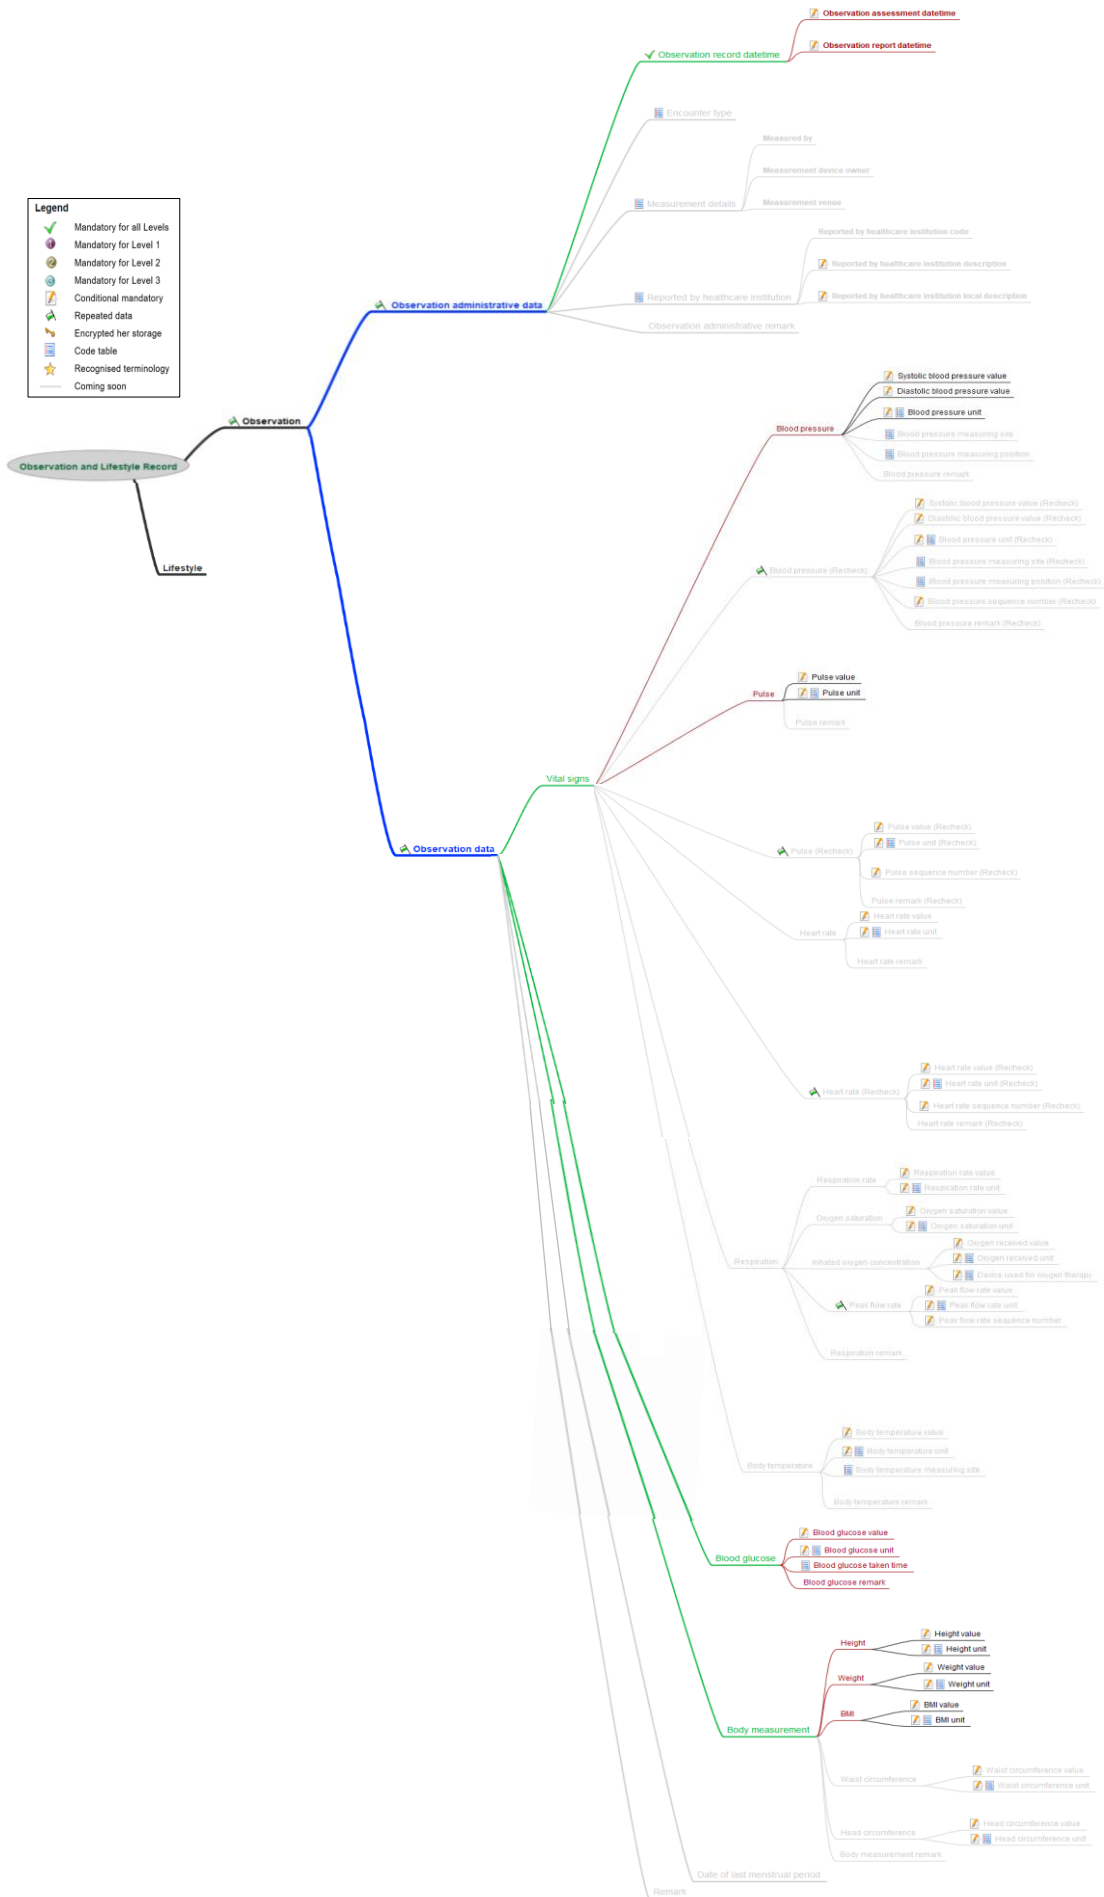 Observation assessment datetime
Observation report datetime
Observation record datetime
Encounter type
Measured by
Measurement device owner
Measurement details
Measurement venue
Reported by healthcare institution code
Reported by healthcare institution description
Reported by healthcare institution
Reported by healthcare institution local description
Observation administrative data
Observation administrative remark
Legend
Mandatory for all Levels
Mandatory for Level 1
Mandatory for Level 2
Mandatory for Level 3
Conditional mandatory
Repeated data
Encrypted her storage
Code table
Recognised terminology
Coming soon
Observation
Observation and Lifestyle Record
Lifestyle
Blood pressure
Systolic blood pressure value
Diastolic blood pressure value
Blood pressure unit
Blood pressure measuring site
Blood pressure measuring position
Blood pressure remark
Blood pressure (Recheck)
Systolic blood pressure value (Recheck)
Diastolic blood pressure value (Recheck)
Blood pressure unit (Recheck)
Blood pressure measuring site (Recheck)
Blood pressure measuring position (Recheck)
Blood pressure sequence number (Recheck)
Blood pressure remark (Recheck)
Pulse
Pulse value
Pulse unit
Pulse remark
Vital signs
Observation data
Pulse (Recheck)
Pulse value (Recheck)
Pulse unit (Recheck)
Pulse sequence number (Recheck)
Pulse remark (Recheck)
Heart rate
Heart rate value
Heart rate unit
Heart rate remark
Heart rate (Recheck)
Heart rate value (Recheck)
Heart rate unit (Recheck)
Heart rate sequence number (Recheck)
Heart rate remark (Recheck)
Respiration
Respiration rate
Respiration rate value
Respiration rate unit
Oxygen saturation
Oxygen saturation value
Oxygen saturation unit
Inhaled oxygen concentration
Oxygen received value
Oxygen received unit
Device used for oxygen therapy
Peak flow rate
Peak flow rate value
Peak flow rate unit
Peak flow rate sequence number
Respiration remark
Body temperature
Body temperature value
Body temperature unit
Body temperature measuring site
Body temperature remark
Blood glucose
Blood glucose value
Blood glucose unit
Blood glucose taken time
Blood glucose remark
Body measurement
Height
Height value
Height unit
Weight
Weight value
Weight unit
BMI
BMI value
BMI unit
Waist circumference
Waist circumference value
Waist circumference unit
Head circumference
Head circumference value
Head circumference unit
Body measurement remark
Date of last menstrual period
Remark